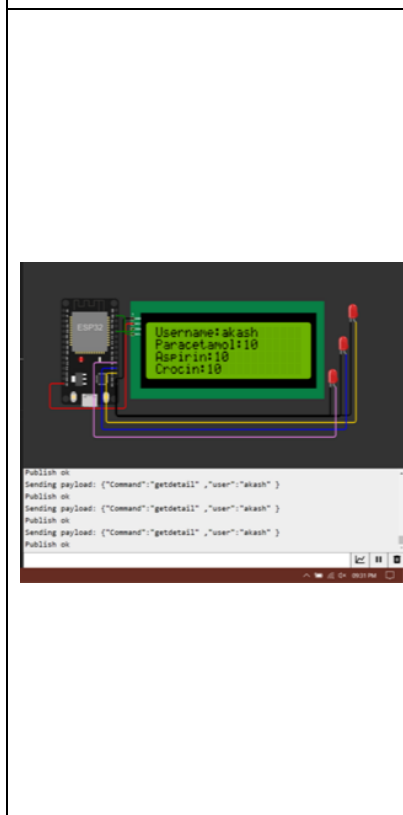 ESP32
Username:akash
Paracetamol:10
Aspirin:10
Crocin:10
Publish ok
Sending payload: {"Command":"getdetail" ,"user":"akash" }
Publish ok
Sending payload: {"Command":"getdetail" ,"user":"akash" }
Publish ok
Sending payload: {"Command":"getdetail" ,"user":"akash" }
Publish ok